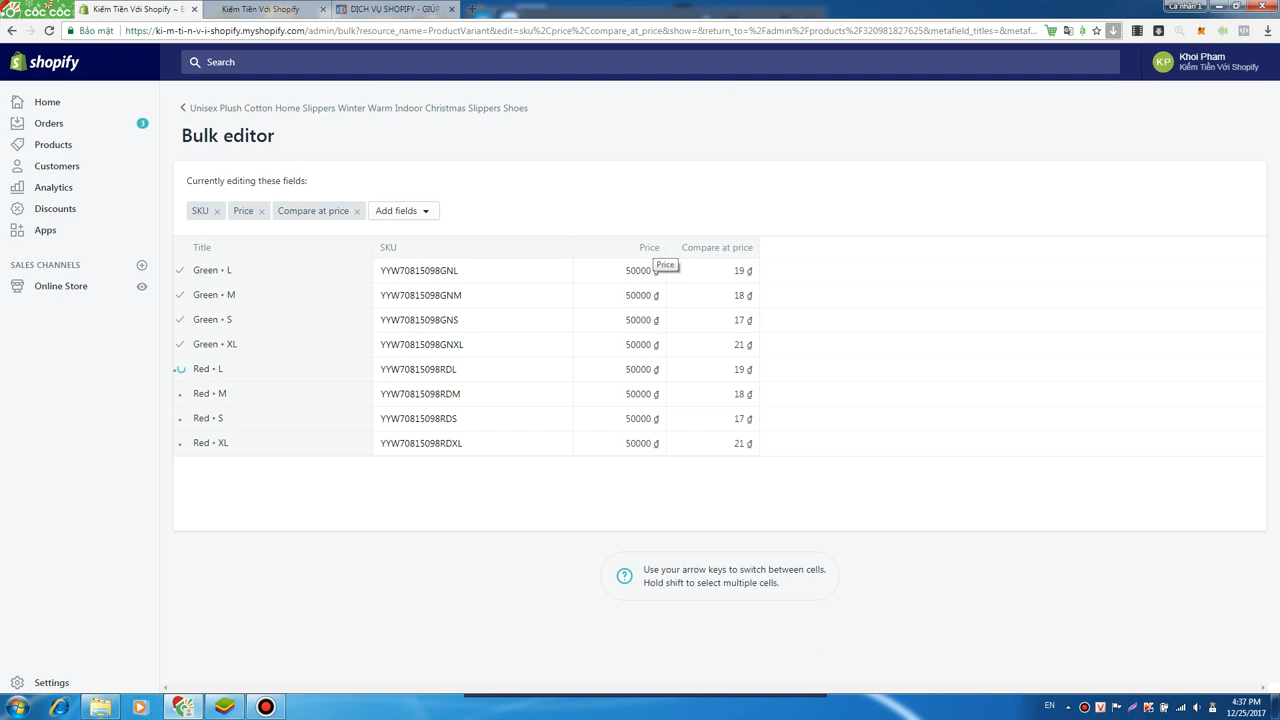 CỐC CỐC
Kiếm Tiền Với Shopify ~ B
Kiếm Tiền Với Shopify
DỊCH VỤ SHOPIFY - GIÚP
Cá nhân 1
Bảo mật
https://ki-m-ti-n-v-i-shopify.myshopify.com/admin/bulk?resource_name=ProductVariant&edit=sku%2Cprice%2Ccompare_at_price&show=&return_to=%2Fadmin%2Fproducts%2F320981827625&metafield_titles=&metaf...
shopify
Search
KP
Khoi Pham
Kiếm Tiền Với Shopify
Home
Orders
3
Products
Customers
Analytics
Discounts
Apps
SALES CHANNELS
Online Store
Settings
Unisex Plush Cotton Home Slippers Winter Warm Indoor Christmas Slippers Shoes
Bulk editor
Currently editing these fields:
SKU × Price × Compare at price × Add fields
Title SKU Price Compare at price
Price
Green • L YYW70815098GNL 50000 ₫ 19 ₫
Green • M YYW70815098GNM 50000 ₫ 18 ₫
Green • S YYW70815098GNS 50000 ₫ 17 ₫
Green • XL YYW70815098GNXL 50000 ₫ 21 ₫
Red • L YYW70815098RDL 50000 ₫ 19 ₫
Red • M YYW70815098RDM 50000 ₫ 18 ₫
Red • S YYW70815098RDS 50000 ₫ 17 ₫
Red • XL YYW70815098RDXL 50000 ₫ 21 ₫
?
Use your arrow keys to switch between cells.
Hold shift to select multiple cells.
EN
4:37 PM
12/25/2017